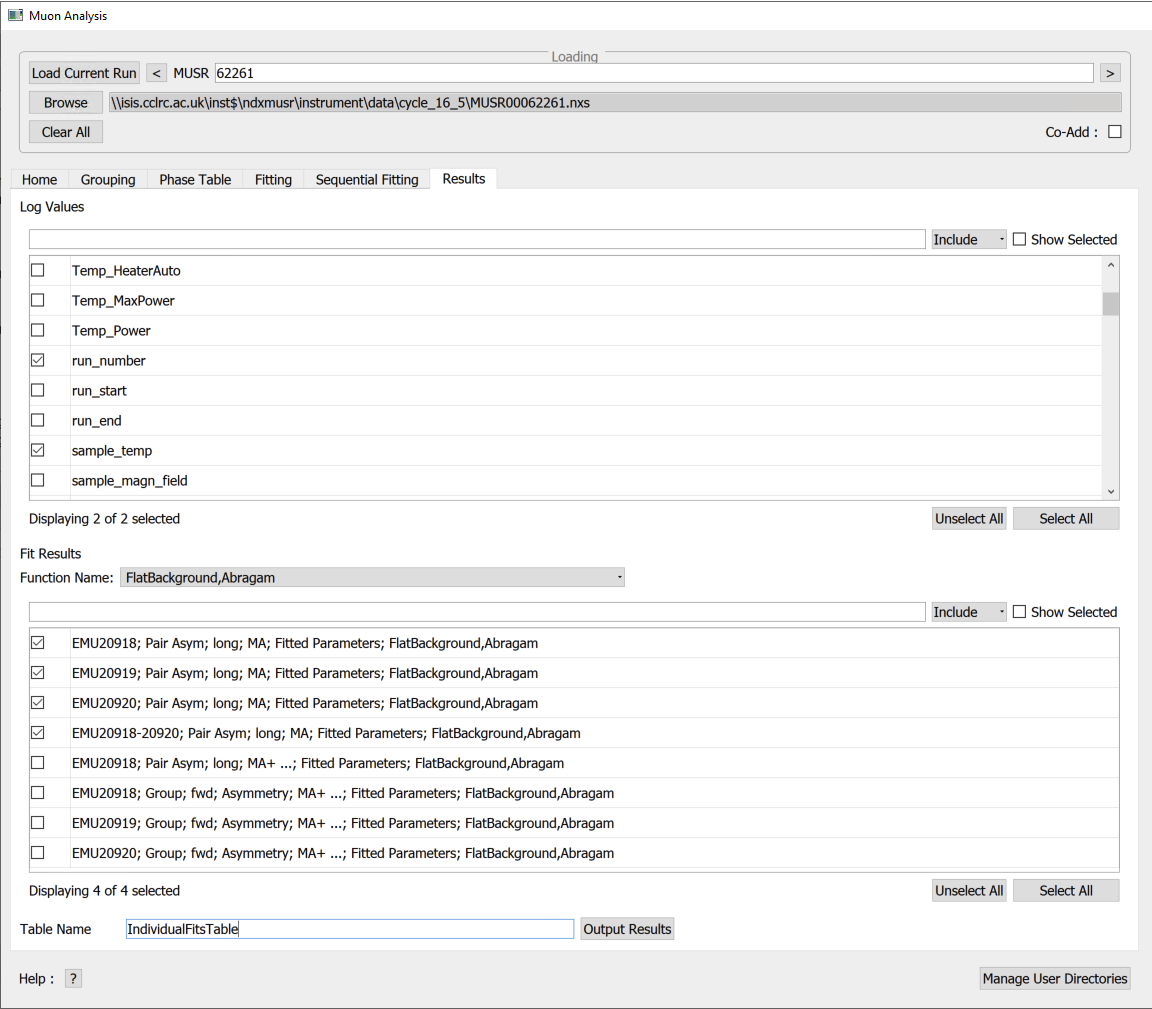 Muon Analysis
Loading
Load Current Run < MUSR 62261 >
Browse \\isis.cclrc.ac.uk\inst$\ndxmusr\instrument\data\cycle_16_5\MUSR00062261.nxs
Clear All Co-Add :
Home Grouping Phase Table Fitting Sequential Fitting Results
Log Values
Include Show Selected
Temp_HeaterAuto
Temp_MaxPower
Temp_Power
run_number
run_start
run_end
sample_temp
sample_magn_field
Displaying 2 of 2 selected Unselect All Select All
Fit Results
Function Name: FlatBackground,Abragam
Include Show Selected
EMU20918; Pair Asym; long; MA; Fitted Parameters; FlatBackground,Abragam
EMU20919; Pair Asym; long; MA; Fitted Parameters; FlatBackground,Abragam
EMU20920; Pair Asym; long; MA; Fitted Parameters; FlatBackground,Abragam
EMU20918-20920; Pair Asym; long; MA; Fitted Parameters; FlatBackground,Abragam
EMU20918; Pair Asym; long; MA+ ...; Fitted Parameters; FlatBackground,Abragam
EMU20918; Group; fwd; Asymmetry; MA+ ...; Fitted Parameters; FlatBackground,Abragam
EMU20919; Group; fwd; Asymmetry; MA+ ...; Fitted Parameters; FlatBackground,Abragam
EMU20920; Group; fwd; Asymmetry; MA+ ...; Fitted Parameters; FlatBackground,Abragam
Displaying 4 of 4 selected Unselect All Select All
Table Name IndividualFitsTable Output Results
Help : ? Manage User Directories